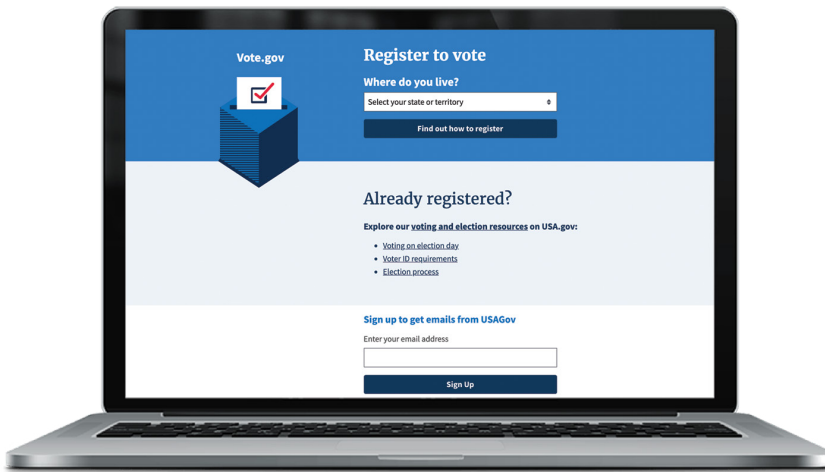 Vote.gov
Register to vote
Where do you live?
Select your state or territory
Find out how to register
Already registered?
Explore our voting and election resources on USA.gov:
Voting on election day
Voter ID requirements
Election process
Sign up to get emails from USAGov
Enter your email address
Sign Up